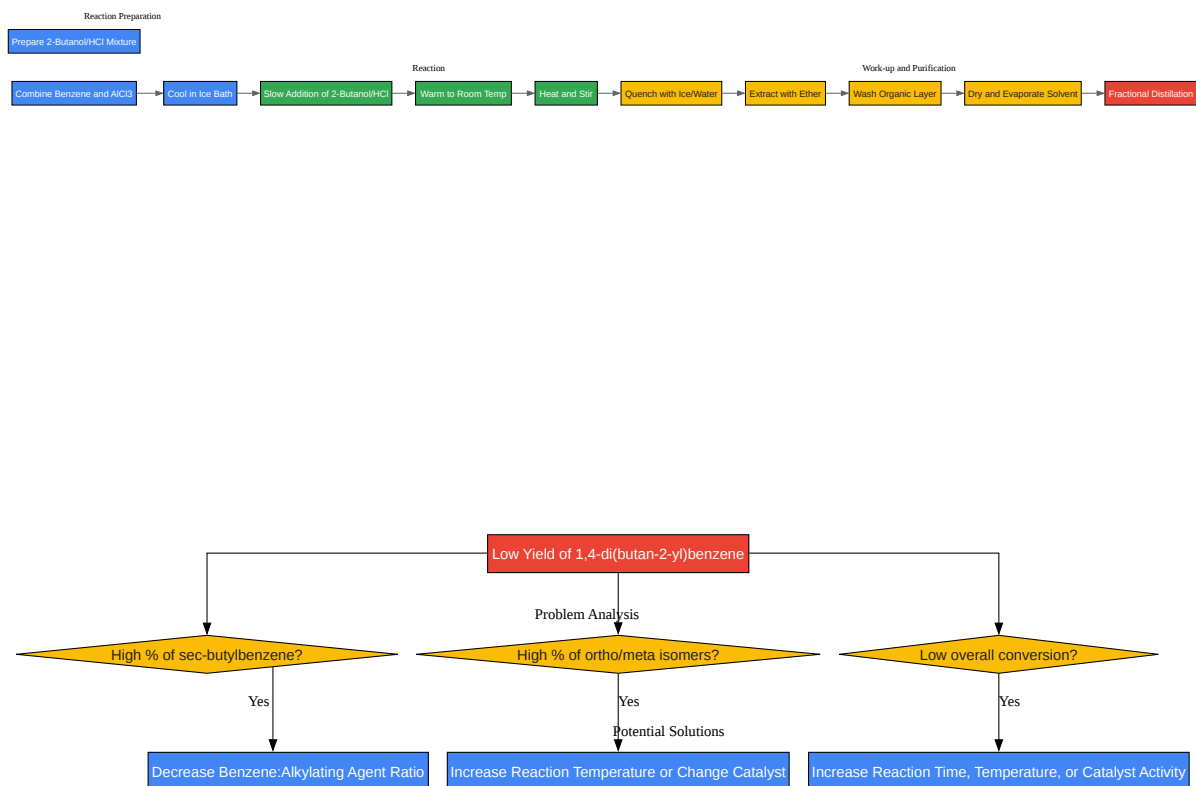 Reaction Preparation
Prepare 2-Butanol/HCl Mixture
Reaction
Work-up and Purification
Combine Benzene and AlCl3
Cool in Ice Bath
Slow Addition of 2-Butanol/HCl
Warm to Room Temp
Heat and Stir
Quench with Ice/Water
Extract with Ether
Wash Organic Layer
Dry and Evaporate Solvent
Fractional Distillation
Low Yield of 1,4-di(butan-2-yl)benzene
Problem Analysis
High % of sec-butylbenzene?
High % of ortho/meta isomers?
Low overall conversion?
Yes
Yes
Yes
Potential Solutions
Decrease Benzene:Alkylating Agent Ratio
Increase Reaction Temperature or Change Catalyst
Increase Reaction Time, Temperature, or Catalyst Activity